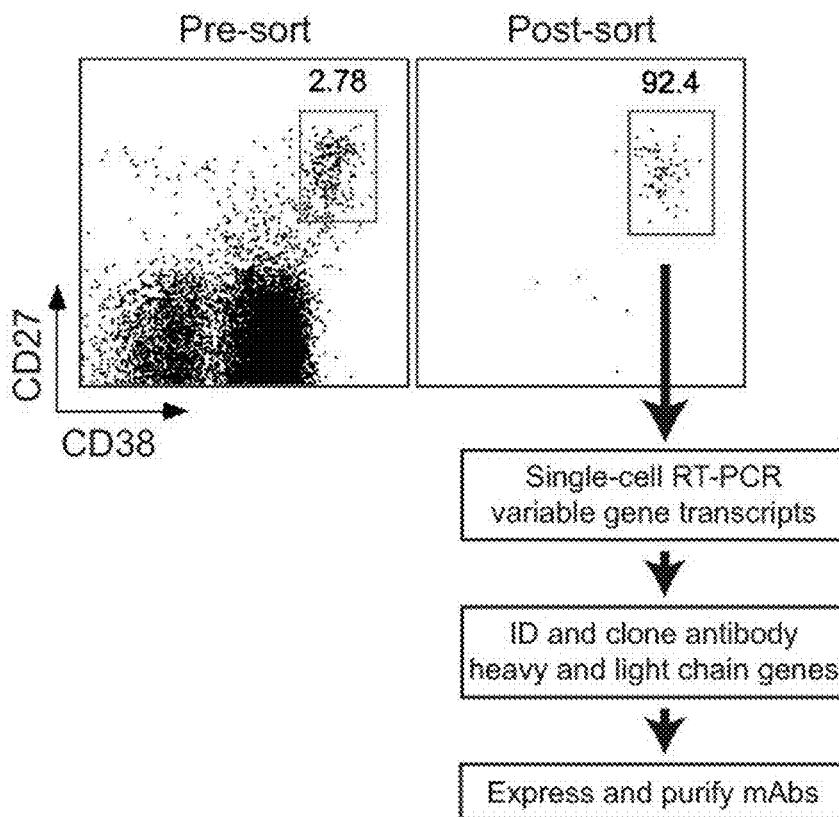 Pre-sort
Post-sort
2.78
92.4
CD27
CD38
Single-cell RT-PCR
variable gene transcripts
ID and clone antibody
heavy and light chain genes
Express and purify mAbs